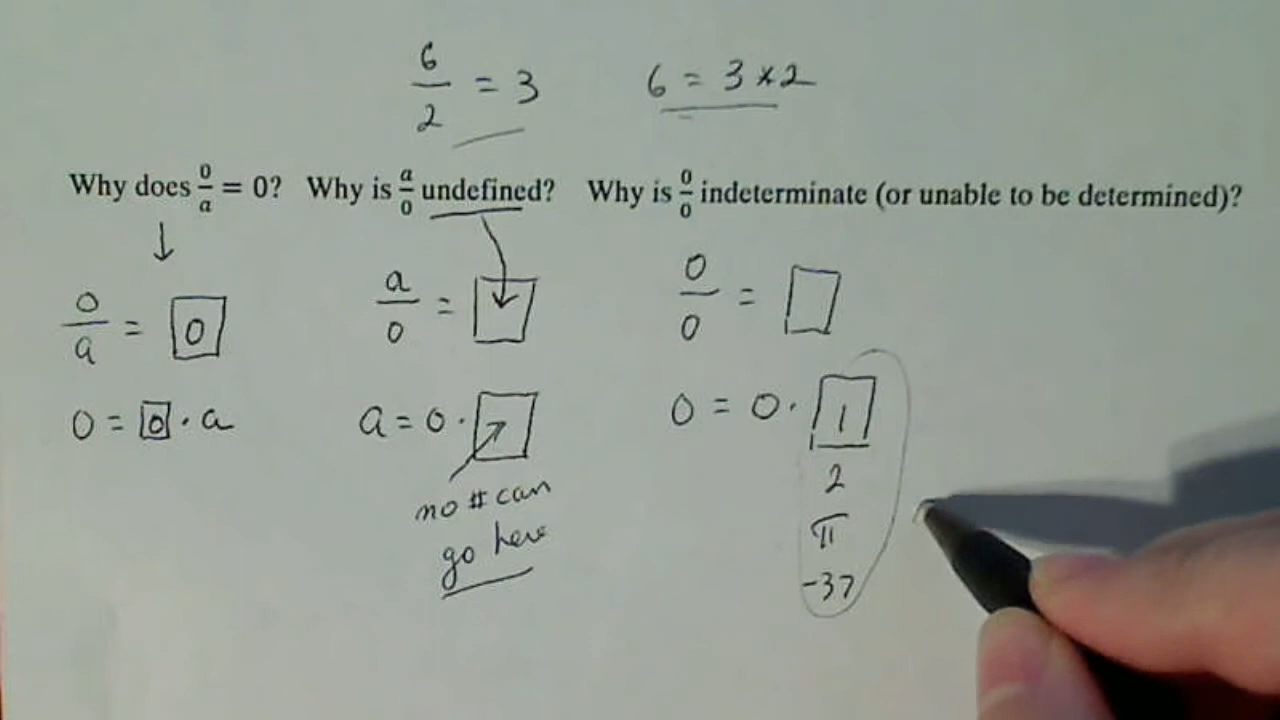 6/2 = 3
6 = 3 × 2
Why does 0/a = 0?
Why is a/0 undefined?
Why is 0/0 indeterminate (or unable to be determined)?
0/a = 0
0 = 0 · a
a/0 =
a = 0 ·
no # can
go here
0/0 =
0 = 0 · 1
2
π
-37